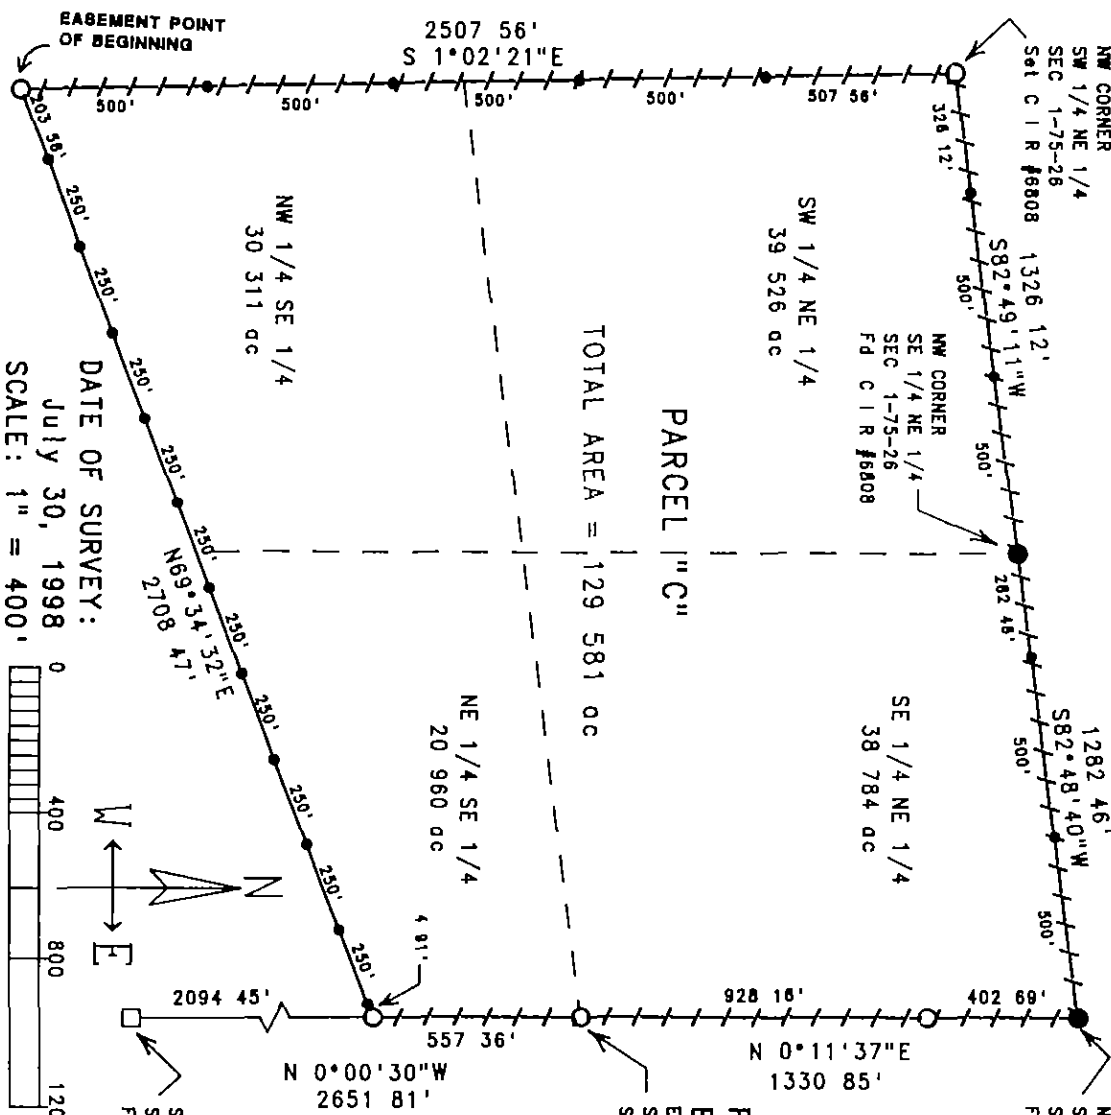 EASEMENT POINT
OF BEGINNING
2507 56'
S 1°02'21"E
500'
500'
500'
500'
507 56'
NW CORNER
SW 1/4 NE 1/4
SEC 1-75-26
Set C I R #6808
326 12'
1326 12'
S82°49'11"W
500'
500'
NW CORNER
SE 1/4 NE 1/4
SEC 1-75-26
Fd C I R #6808
282 46'
1282 46'
S82°48'40"W
500'
500'
SW 1/4 NE 1/4
39 526 ac
SE 1/4 NE 1/4
38 784 ac
PARCEL "C"
TOTAL AREA = 129 581 ac
NW 1/4 SE 1/4
30 311 ac
NE 1/4 SE 1/4
20 960 ac
203 56'
250'
250'
250'
250'
250'
250'
250'
250'
250'
250'
N69°34'32"E
2708 47'
4 91'
2094 45'
557 36'
928 16'
402 69'
N 0°00'30"W
2651 81'
N 0°11'37"E
1330 85'
DATE OF SURVEY:
July 30, 1998
SCALE: 1" = 400'
0
400
800
120
W
E
N
S
S
F
F
E
E
S
S
N
S
S
F